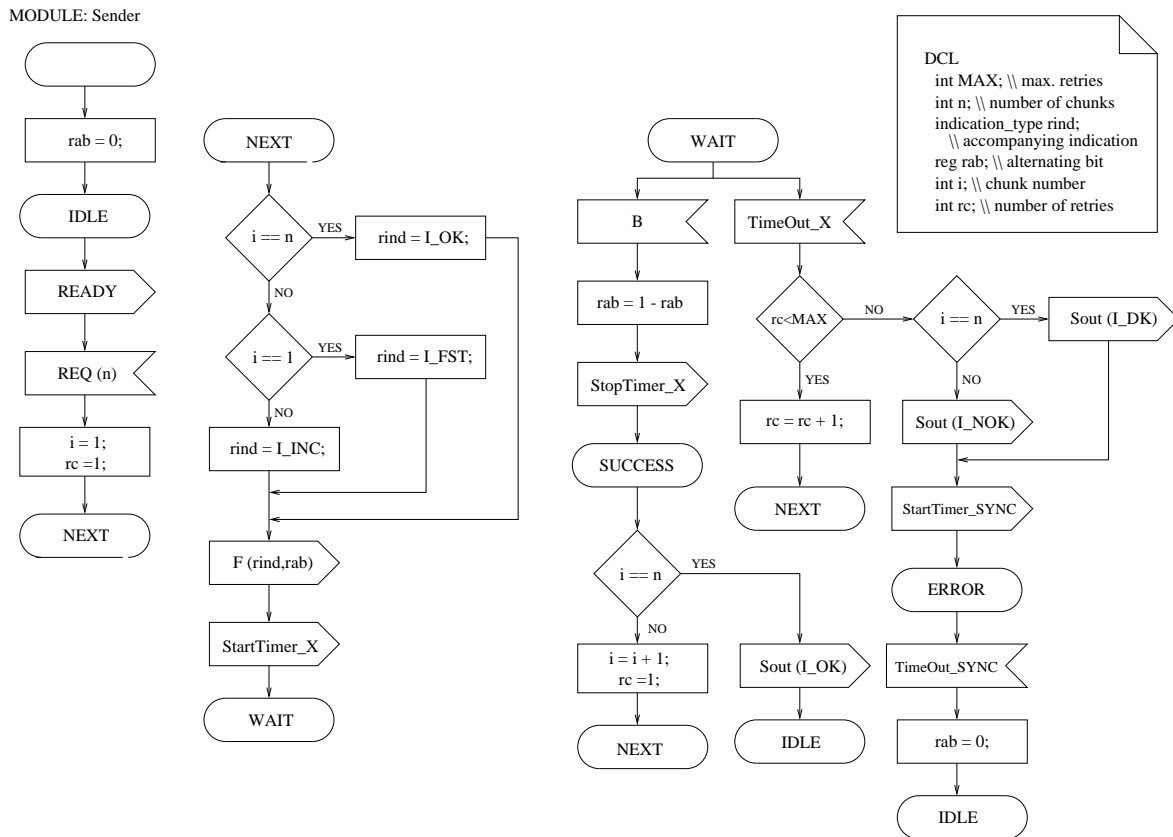 MODULE: Sender
rab = 0;
IDLE
READY
REQ (n)
i = 1;
rc =1;
NEXT
NEXT
i == n
YES
rind = I_OK;
NO
i == 1
YES
rind = I_FST;
NO
rind = I_INC;
F (rind,rab)
StartTimer_X
WAIT
WAIT
B
rab = 1 - rab
StopTimer_X
SUCCESS
i == n
YES
NO
i = i + 1;
rc =1;
NEXT
Sout (I_OK)
IDLE
TimeOut_X
rc<MAX
NO
YES
rc = rc + 1;
NEXT
i == n
YES
Sout (I_DK)
NO
Sout (I_NOK)
StartTimer_SYNC
ERROR
TimeOut_SYNC
rab = 0;
IDLE
DCL
int MAX; \\ max. retries
int n; \\ number of chunks
indication_type rind;
\\ accompanying indication
reg rab; \\ alternating bit
int i; \\ chunk number
int rc; \\ number of retries